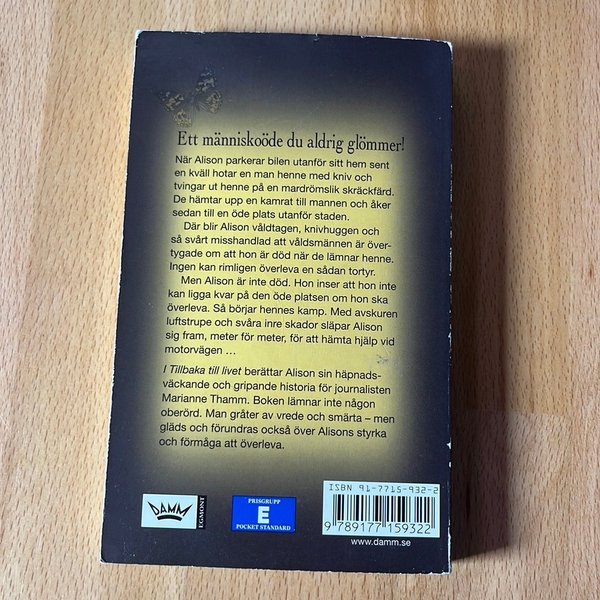 Ett människoöde du aldrig glömmer!
När Alison parkerar bilen utanför sitt hem sent
en kväll hotar en man henne med kniv och
tvingar ut henne på en mardrömslik skräckfärd.
De hämtar upp en kamrat till mannen och åker
sedan till en öde plats utanför staden.
Där blir Alison våldtagen, knivhuggen och
så svårt misshandlad att våldsmännen är över-
tygade om att hon är död när de lämnar henne.
Ingen kan rimligen överleva en sådan tortyr.
Men Alison är inte död. Hon inser att hon inte
kan ligga kvar på den öde platsen om hon ska
överleva. Så börjar hennes kamp. Med avskuren
luftstrupe och svåra inre skador släpar Alison
sig fram, meter för meter, för att hämta hjälp vid
motorvägen ...
I Tillbaka till livet berättar Alison sin häpnads-
väckande och gripande historia för journalisten
Marianne Thamm. Boken lämnar inte någon
oberörd. Man gråter av vrede och smärta – men
gläds och förundras också över Alisons styrka
och förmåga att överleva.
DAMM
EGMONT
PRISGRUPP
E
POCKET STANDARD
ISBN 91-7715-932-2
9 789177 159322
www.damm.se